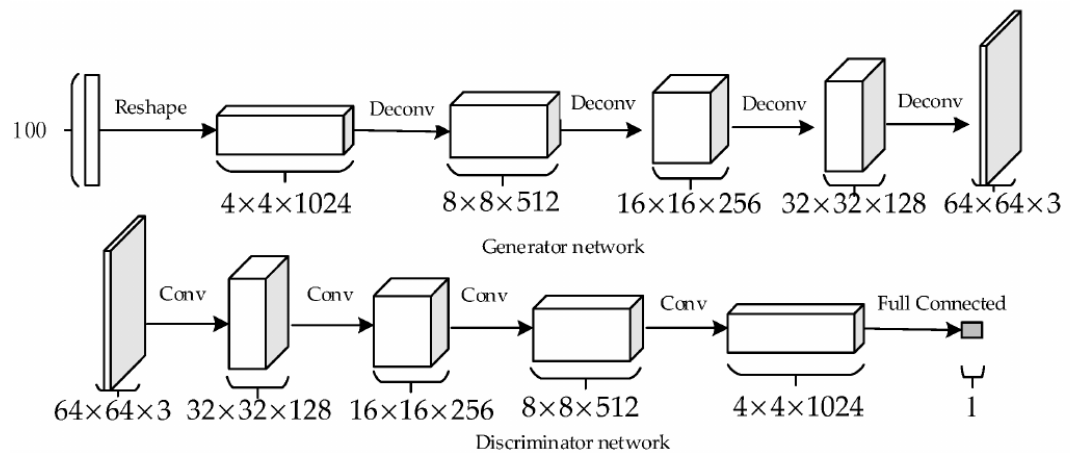 100
Reshape
Deconv
Deconv
Deconv
Deconv
4×4×1024
8×8×512
16×16×256
32×32×128
64×64×3
Generator network
Conv
Conv
Conv
Conv
Full Connected
64×64×3
32×32×128
16×16×256
8×8×512
4×4×1024
1
Discriminator network